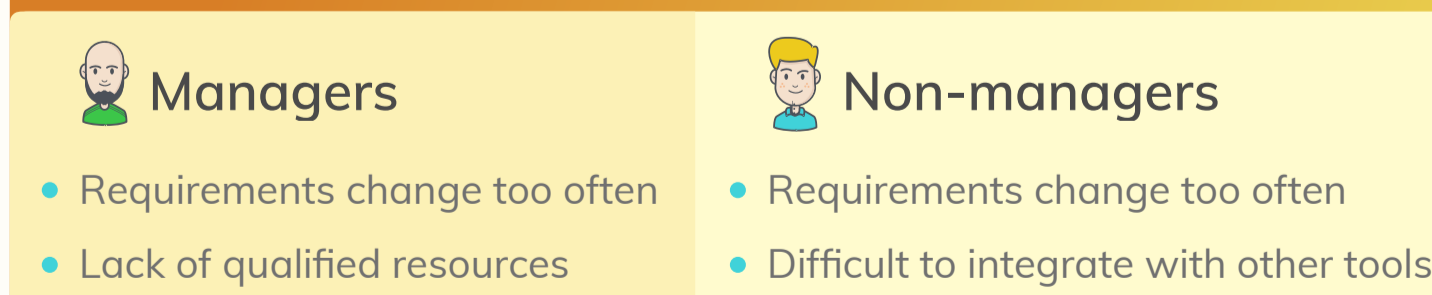 Managers
Requirements change too often
Lack of qualified resources
Non-managers
Requirements change too often
Difficult to integrate with other tools